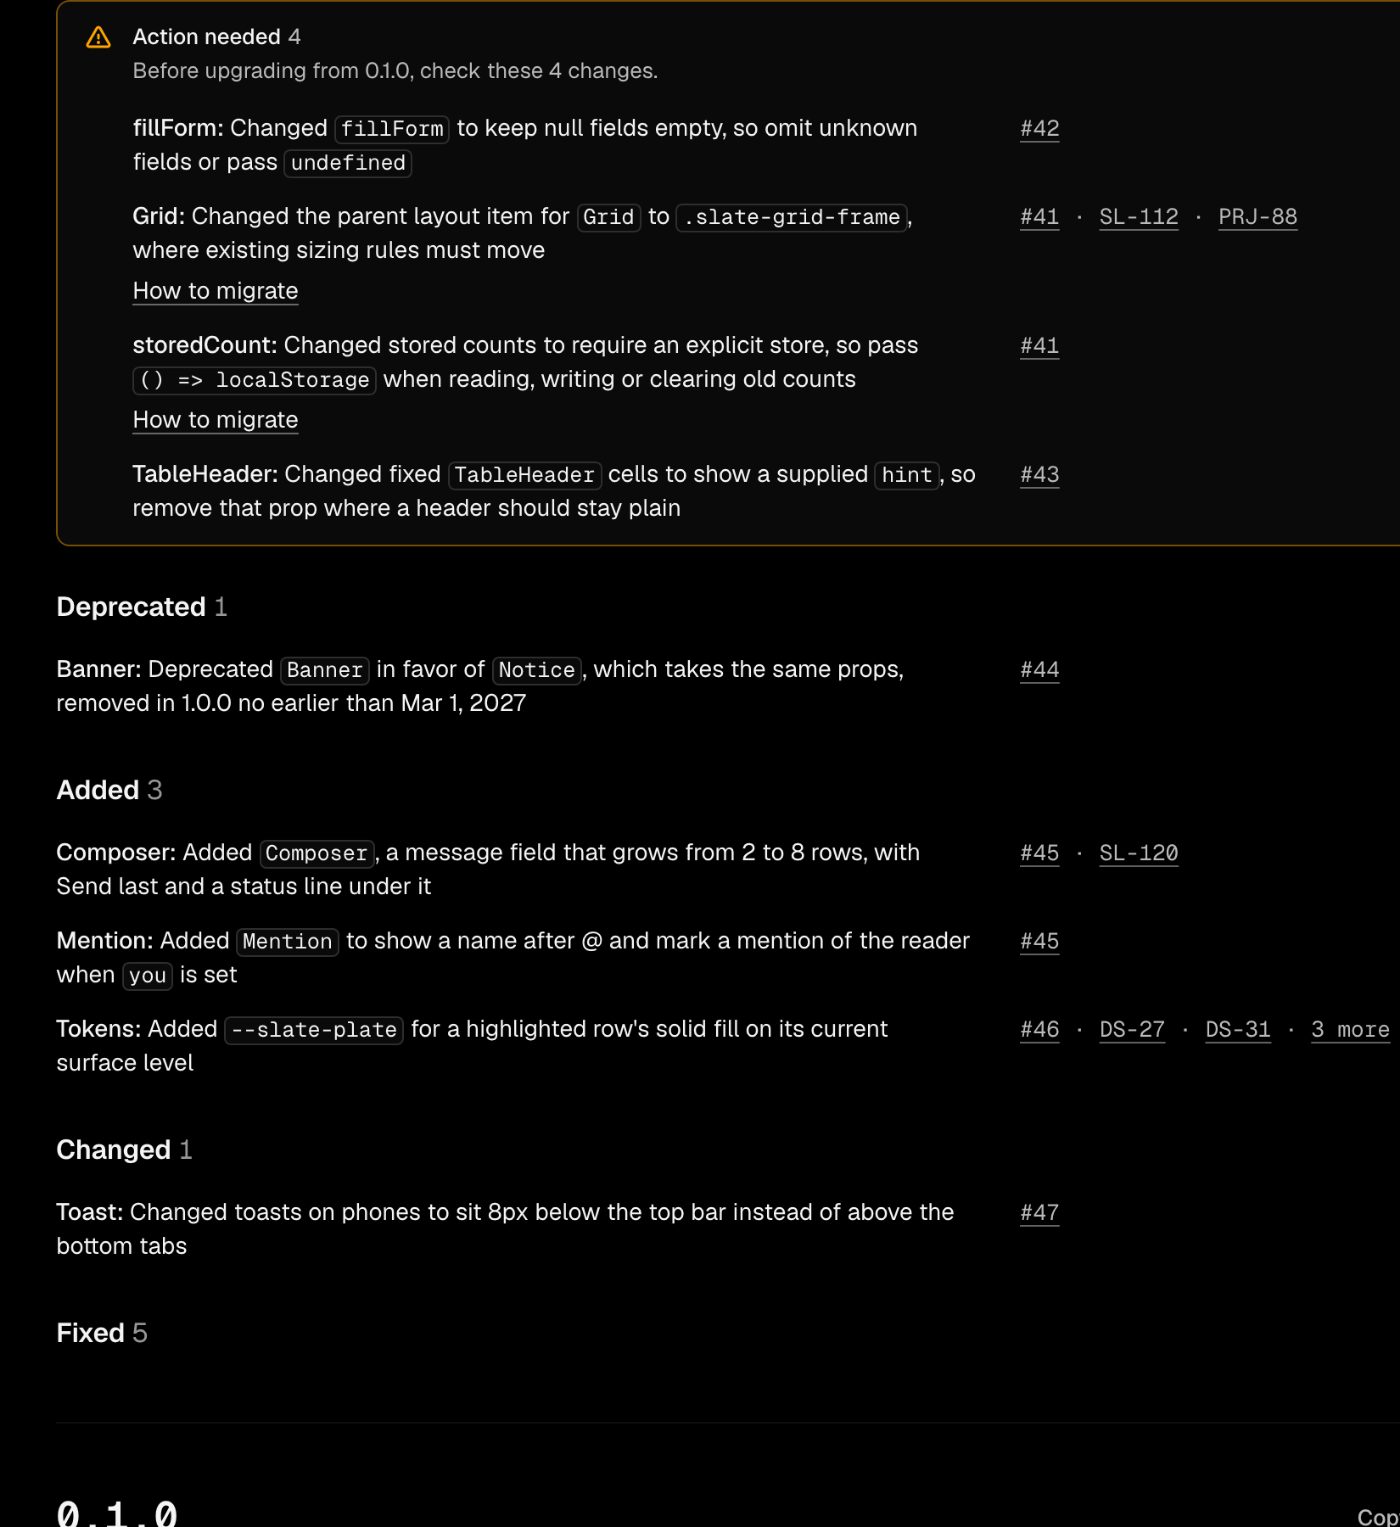 Action needed 4
Before upgrading from 0.1.0, check these 4 changes.
fillForm: Changed fillForm to keep null fields empty, so omit unknown #42
fields or pass undefined
Grid: Changed the parent layout item for Grid to .slate-grid-frame, #41 · SL-112 · PRJ-88
where existing sizing rules must move
How to migrate
storedCount: Changed stored counts to require an explicit store, so pass #41
() => localStorage when reading, writing or clearing old counts
How to migrate
TableHeader: Changed fixed TableHeader cells to show a supplied hint, so #43
remove that prop where a header should stay plain
Deprecated 1
Banner: Deprecated Banner in favor of Notice, which takes the same props, #44
removed in 1.0.0 no earlier than Mar 1, 2027
Added 3
Composer: Added Composer, a message field that grows from 2 to 8 rows, with #45 · SL-120
Send last and a status line under it
Mention: Added Mention to show a name after @ and mark a mention of the reader #45
when you is set
Tokens: Added --slate-plate for a highlighted row's solid fill on its current #46 · DS-27 · DS-31 · 3 more
surface level
Changed 1
Toast: Changed toasts on phones to sit 8px below the top bar instead of above the #47
bottom tabs
Fixed 5
0.1.0